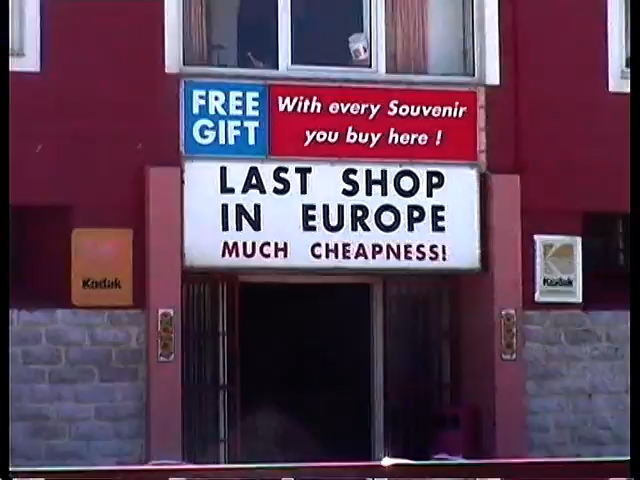 FREE GIFT
With every Souvenir
you buy here !
LAST SHOP
IN EUROPE
MUCH CHEAPNESS!
Kodak
Kodak